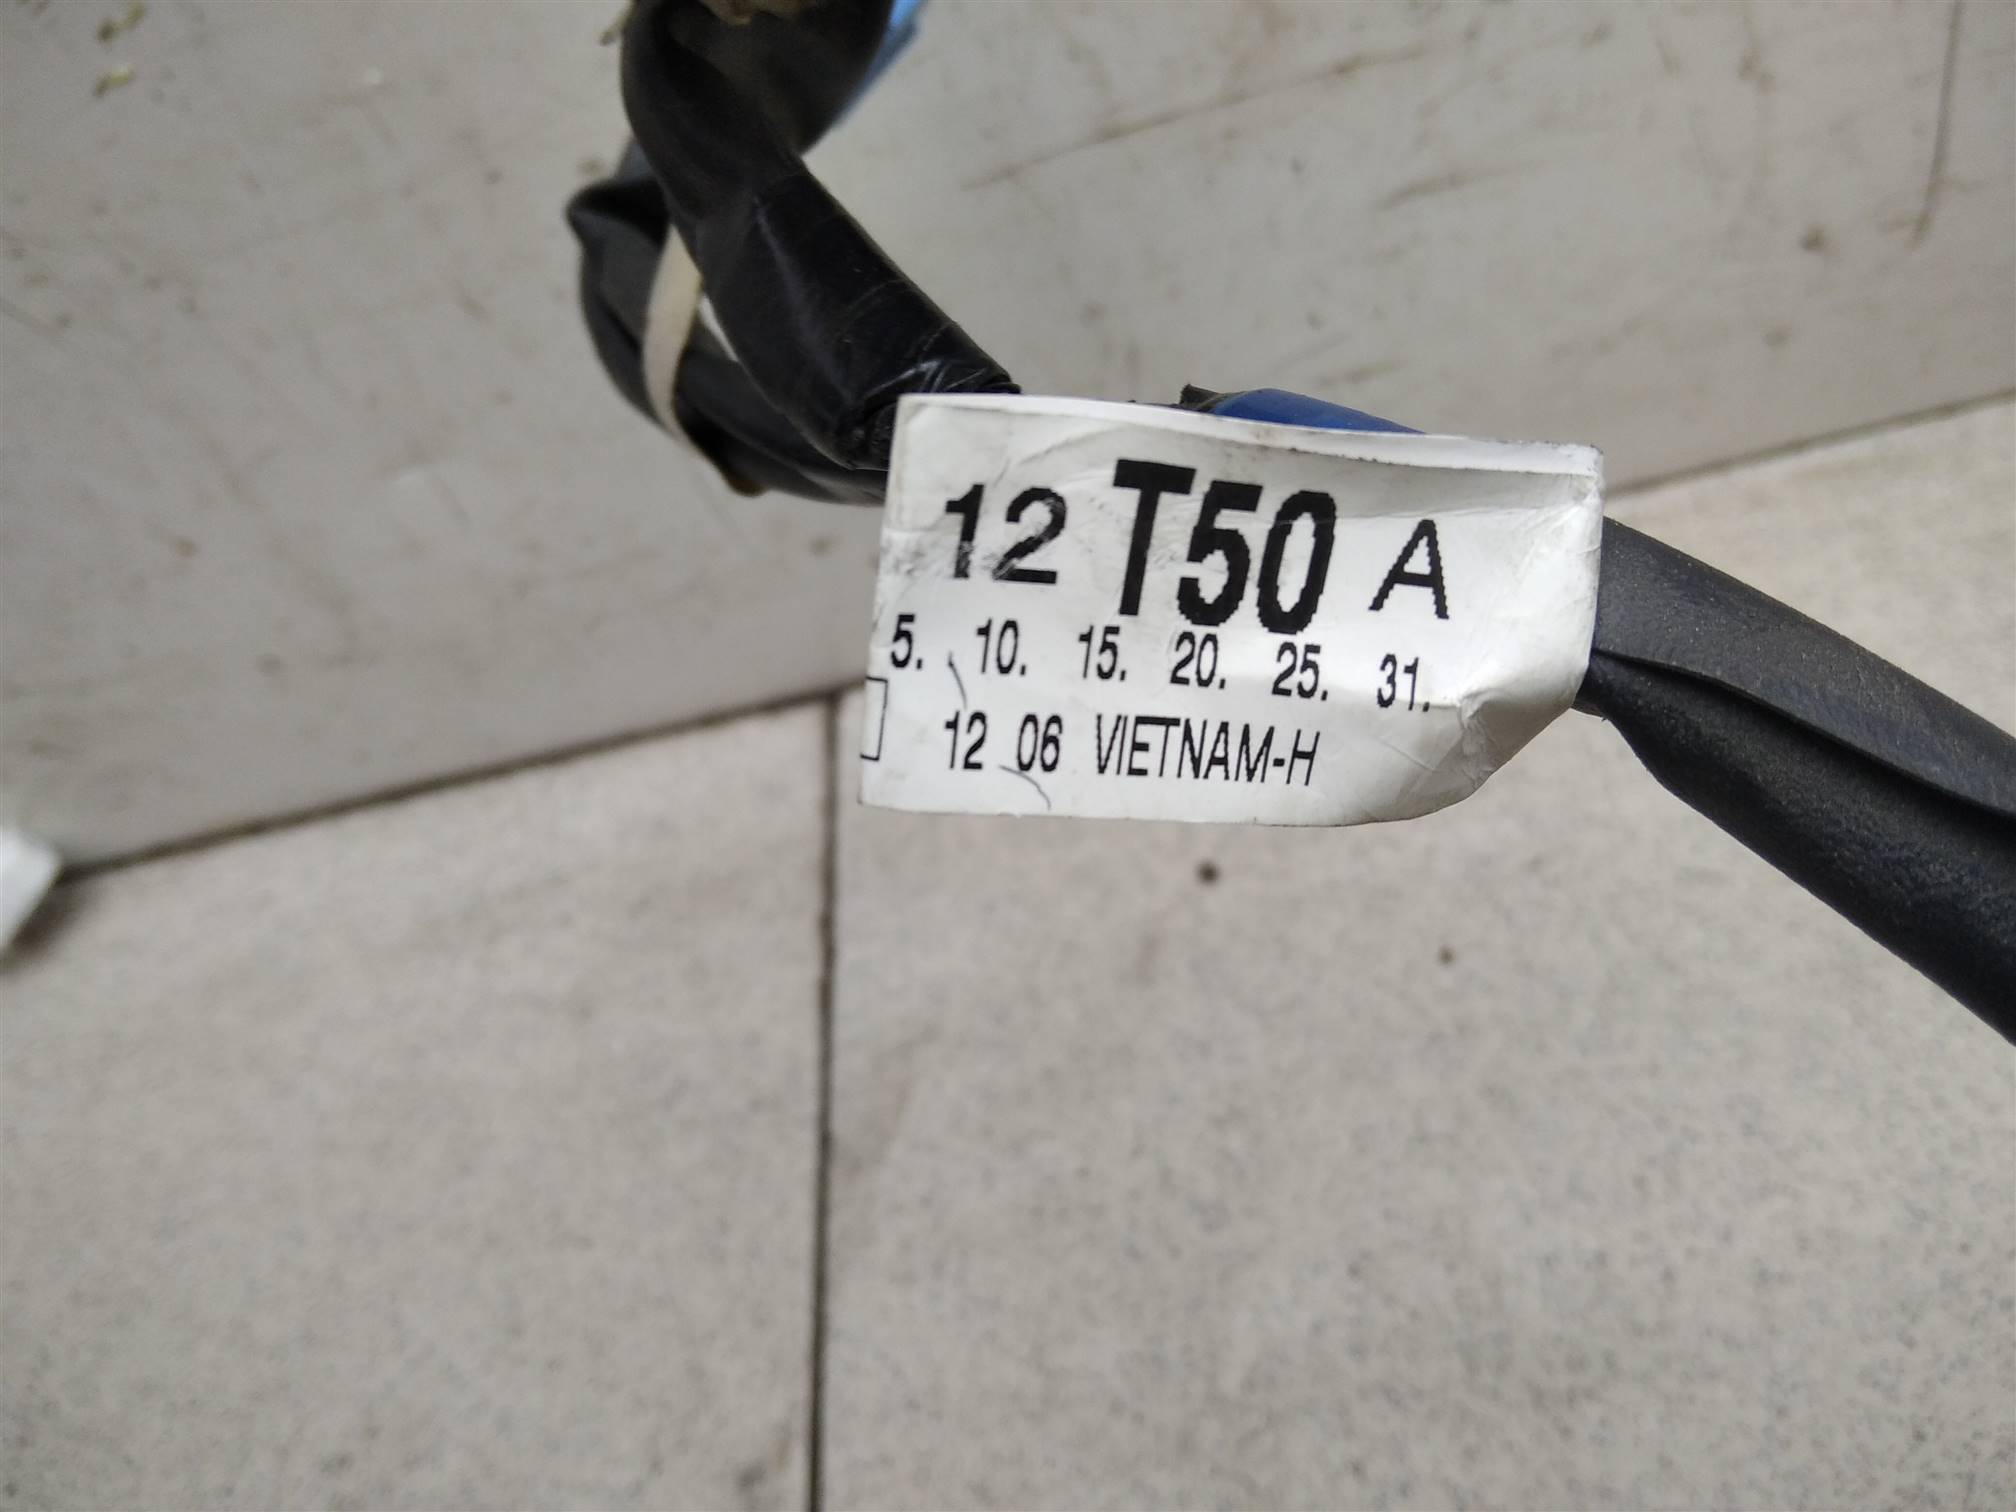 12 T50 A
5. 10. 15. 20. 25. 31.
12 06 VIETNAM-H